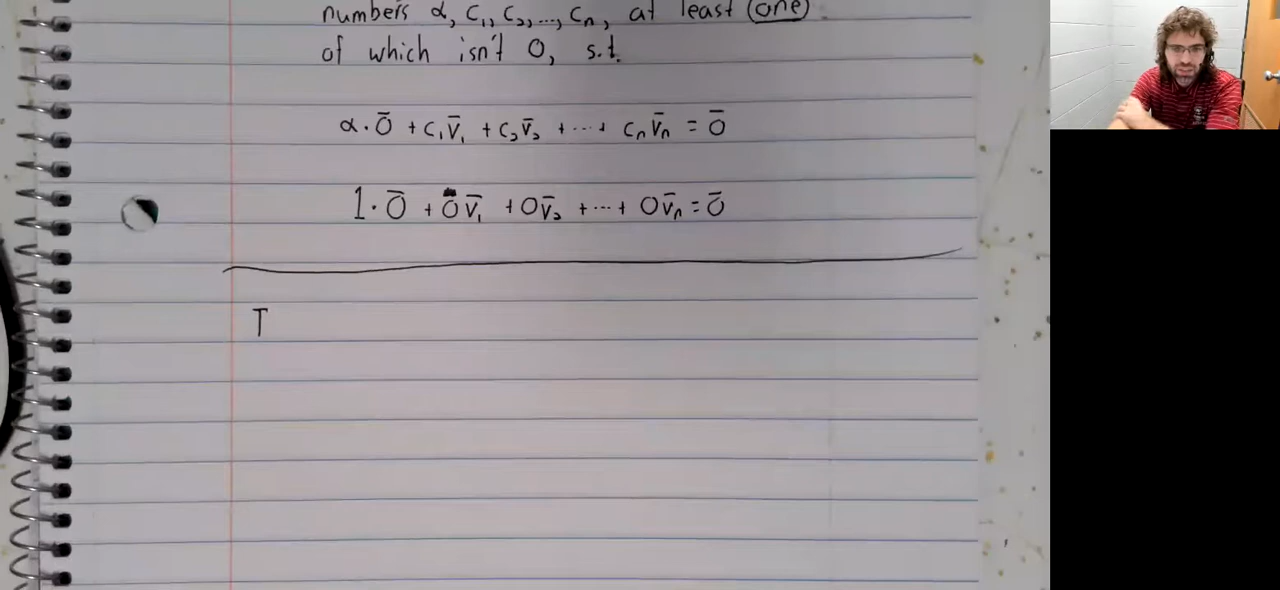 numbers α, c₁, c₂, ..., cₙ, at least one
of which isn't 0, s.t.
α · 0̄ + c₁v̄₁ + c₂v̄₂ + ··· + cₙv̄ₙ = 0̄
1 · 0̄ + 0v̄₁ + 0v̄₂ + ··· + 0v̄ₙ = 0̄
T